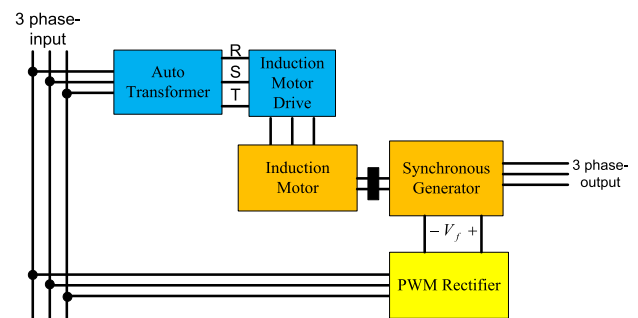 3 phase-
input
Auto
Transformer
R
S
T
Induction
Motor
Drive
Induction
Motor
Synchronous
Generator
3 phase-
output
− V_f +
PWM Rectifier